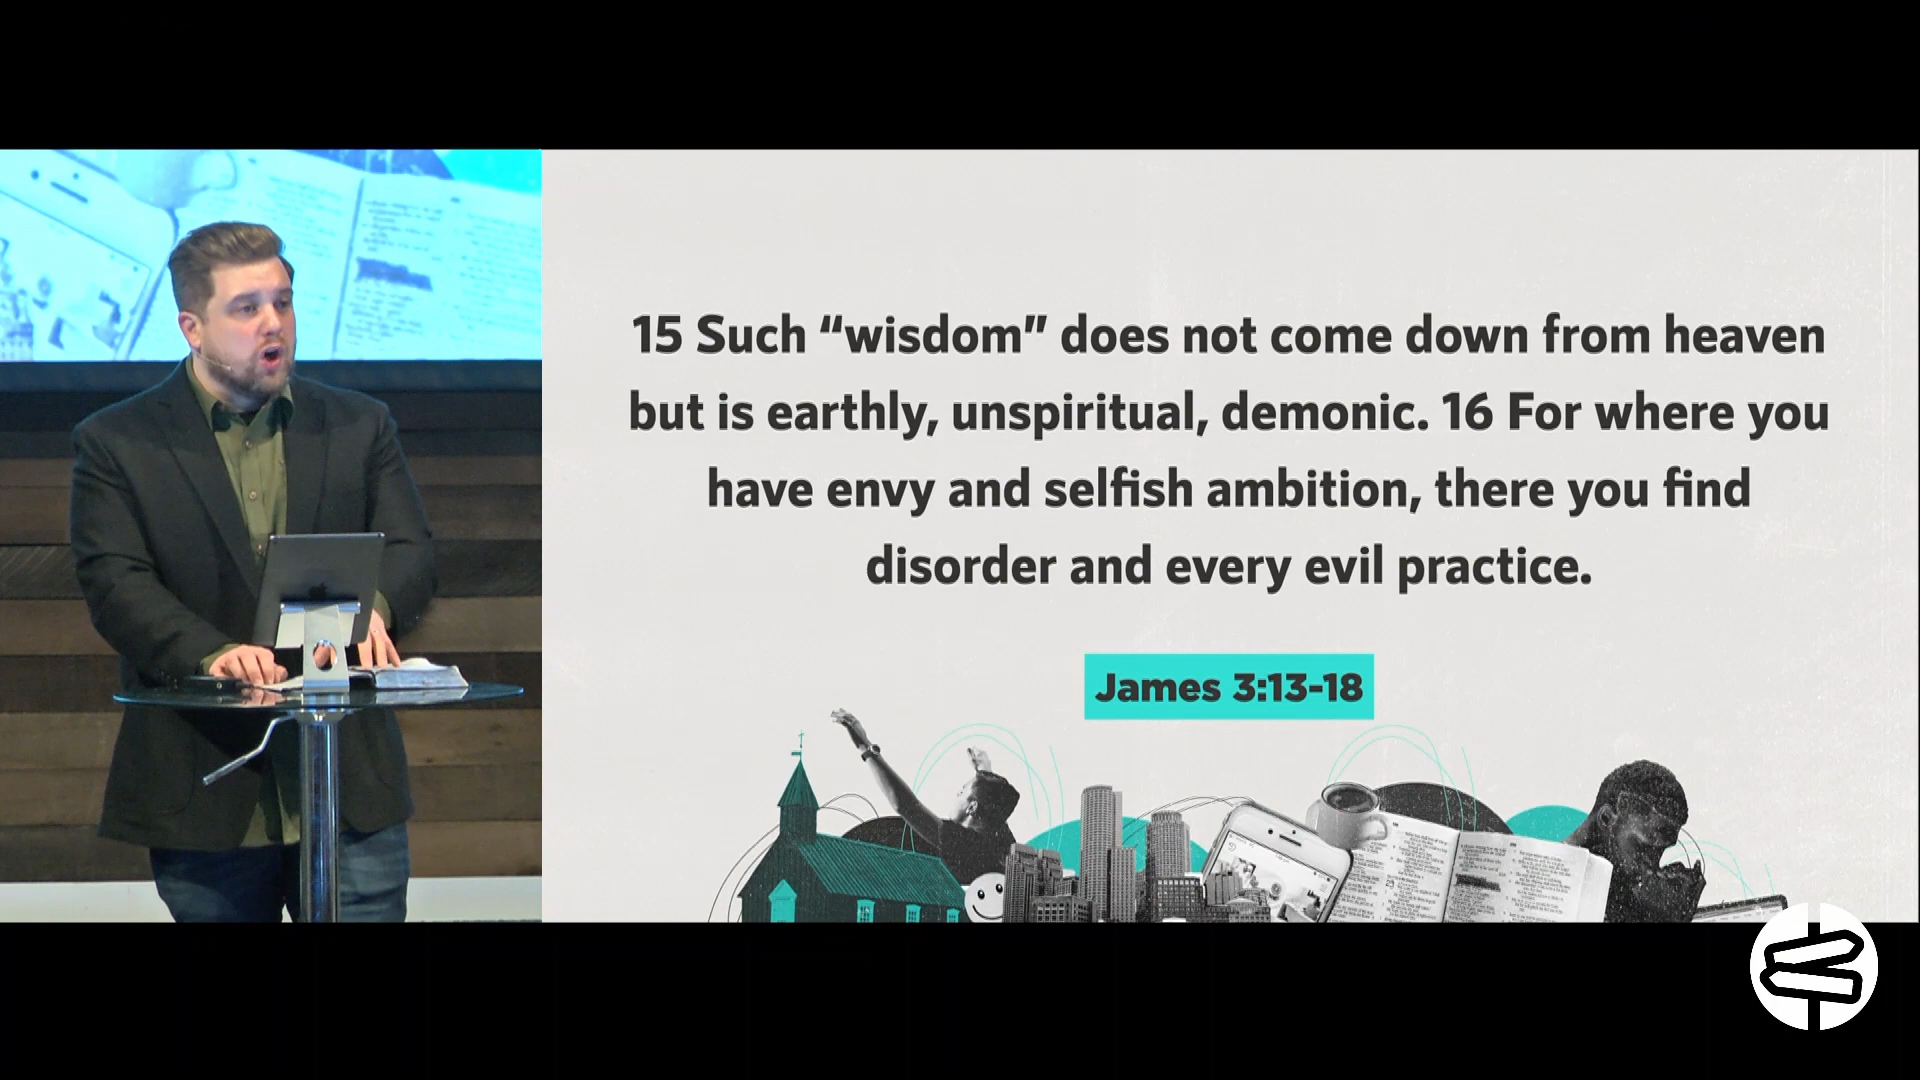 15 Such “wisdom” does not come down from heaven
but is earthly, unspiritual, demonic. 16 For where you
have envy and selfish ambition, there you find
disorder and every evil practice.
James 3:13-18